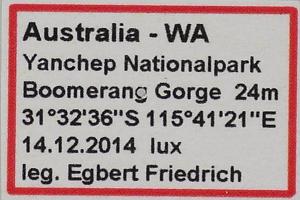 Australia - WA
Yanchep Nationalpark
Boomerang Gorge  24m
31°32'36"S 115°41'21"E
14.12.2014  lux
leg. Egbert Friedrich